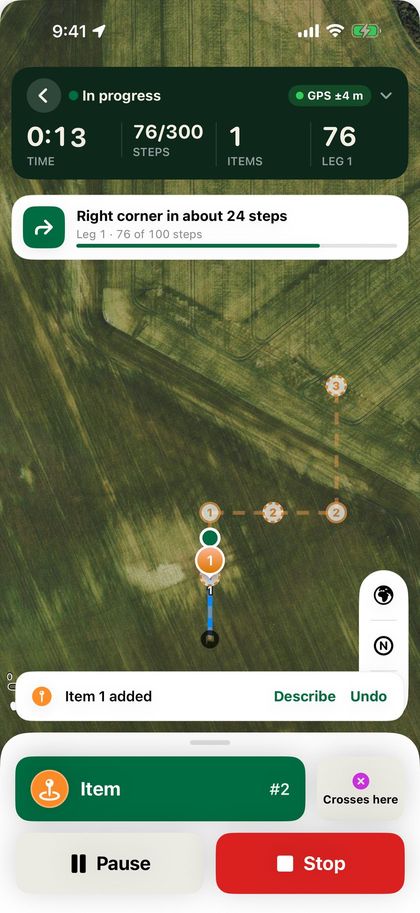 9:41
In progress
GPS ±4 m
0:13
TIME
76/300
STEPS
1
ITEMS
76
LEG 1
Right corner in about 24 steps
Leg 1 · 76 of 100 steps
3
1
2
2
1
1
N
0
Item 1 added
Describe
Undo
Item
#2
Crosses here
Pause
Stop